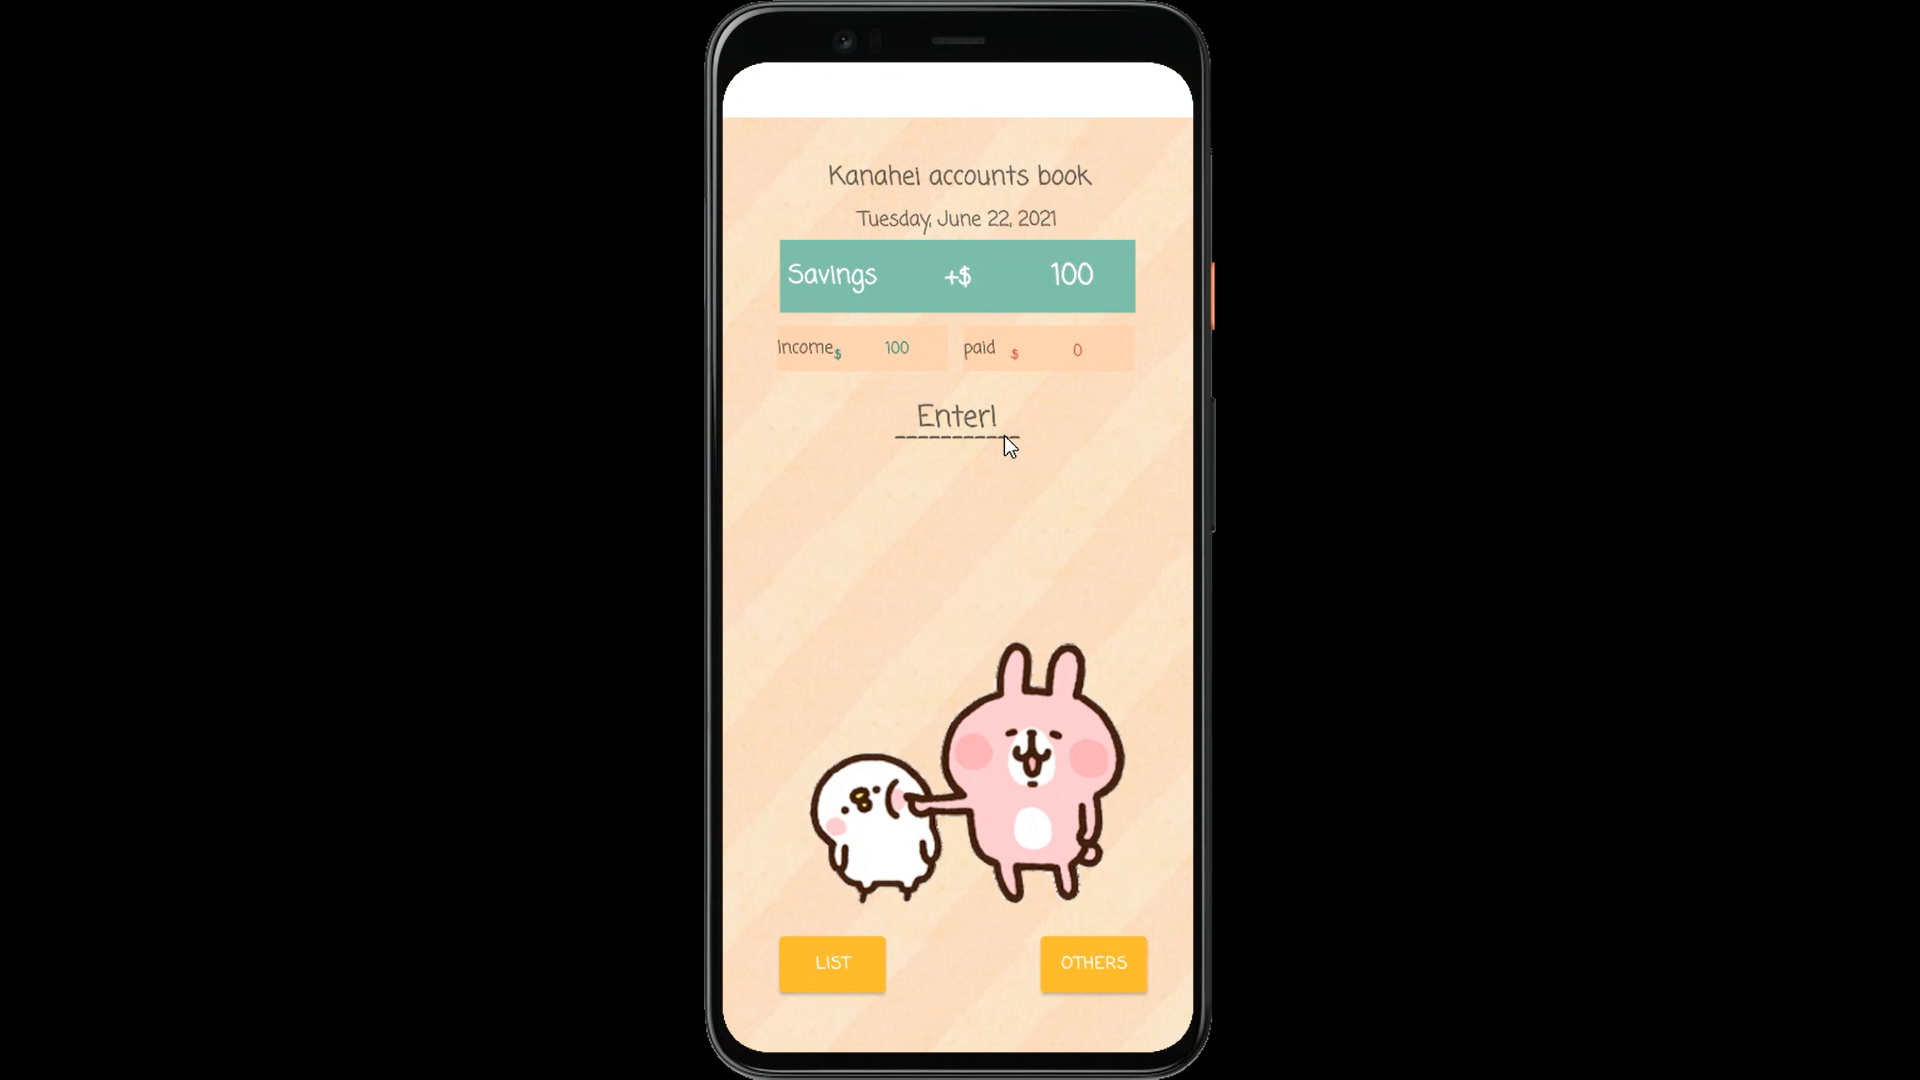 Kanahei accounts book
Tuesday, June 22, 2021
Savings +$ 100
Income $ 100 paid $ 0
Enter!
LIST OTHERS